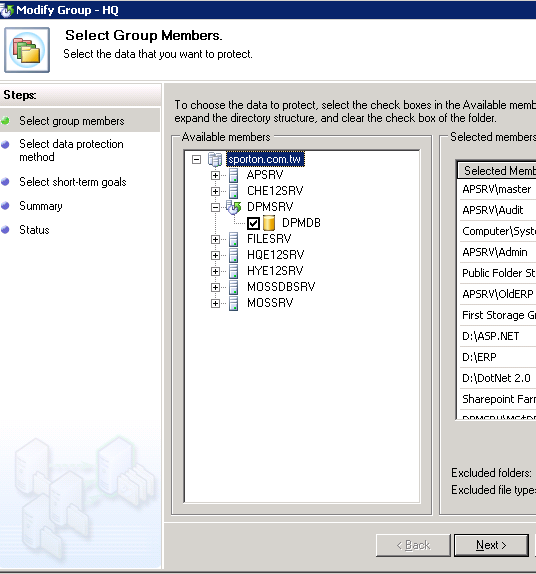 Modify Group - HQ
Select Group Members.
Select the data that you want to protect.
Steps:
Select group members
Select data protection
method
Select short-term goals
Summary
Status
To choose the data to protect, select the check boxes in the Available memb
expand the directory structure, and clear the check box of the folder.
Available members
sporton.com.tw
APSRV
CHE12SRV
DPMSRV
DPMDB
FILESRV
HQE12SRV
HYE12SRV
MOSSDBSRV
MOSSRV
Selected members
Selected Memb
APSRV\master
APSRV\Audit
Computer\Syst
APSRV\Admin
Public Folder St
APSRV\OldERP
First Storage G
D:\ASP.NET
D:\ERP
D:\DotNet 2.0
Sharepoint Farm
Excluded folders:
Excluded file type
< Back
Next >